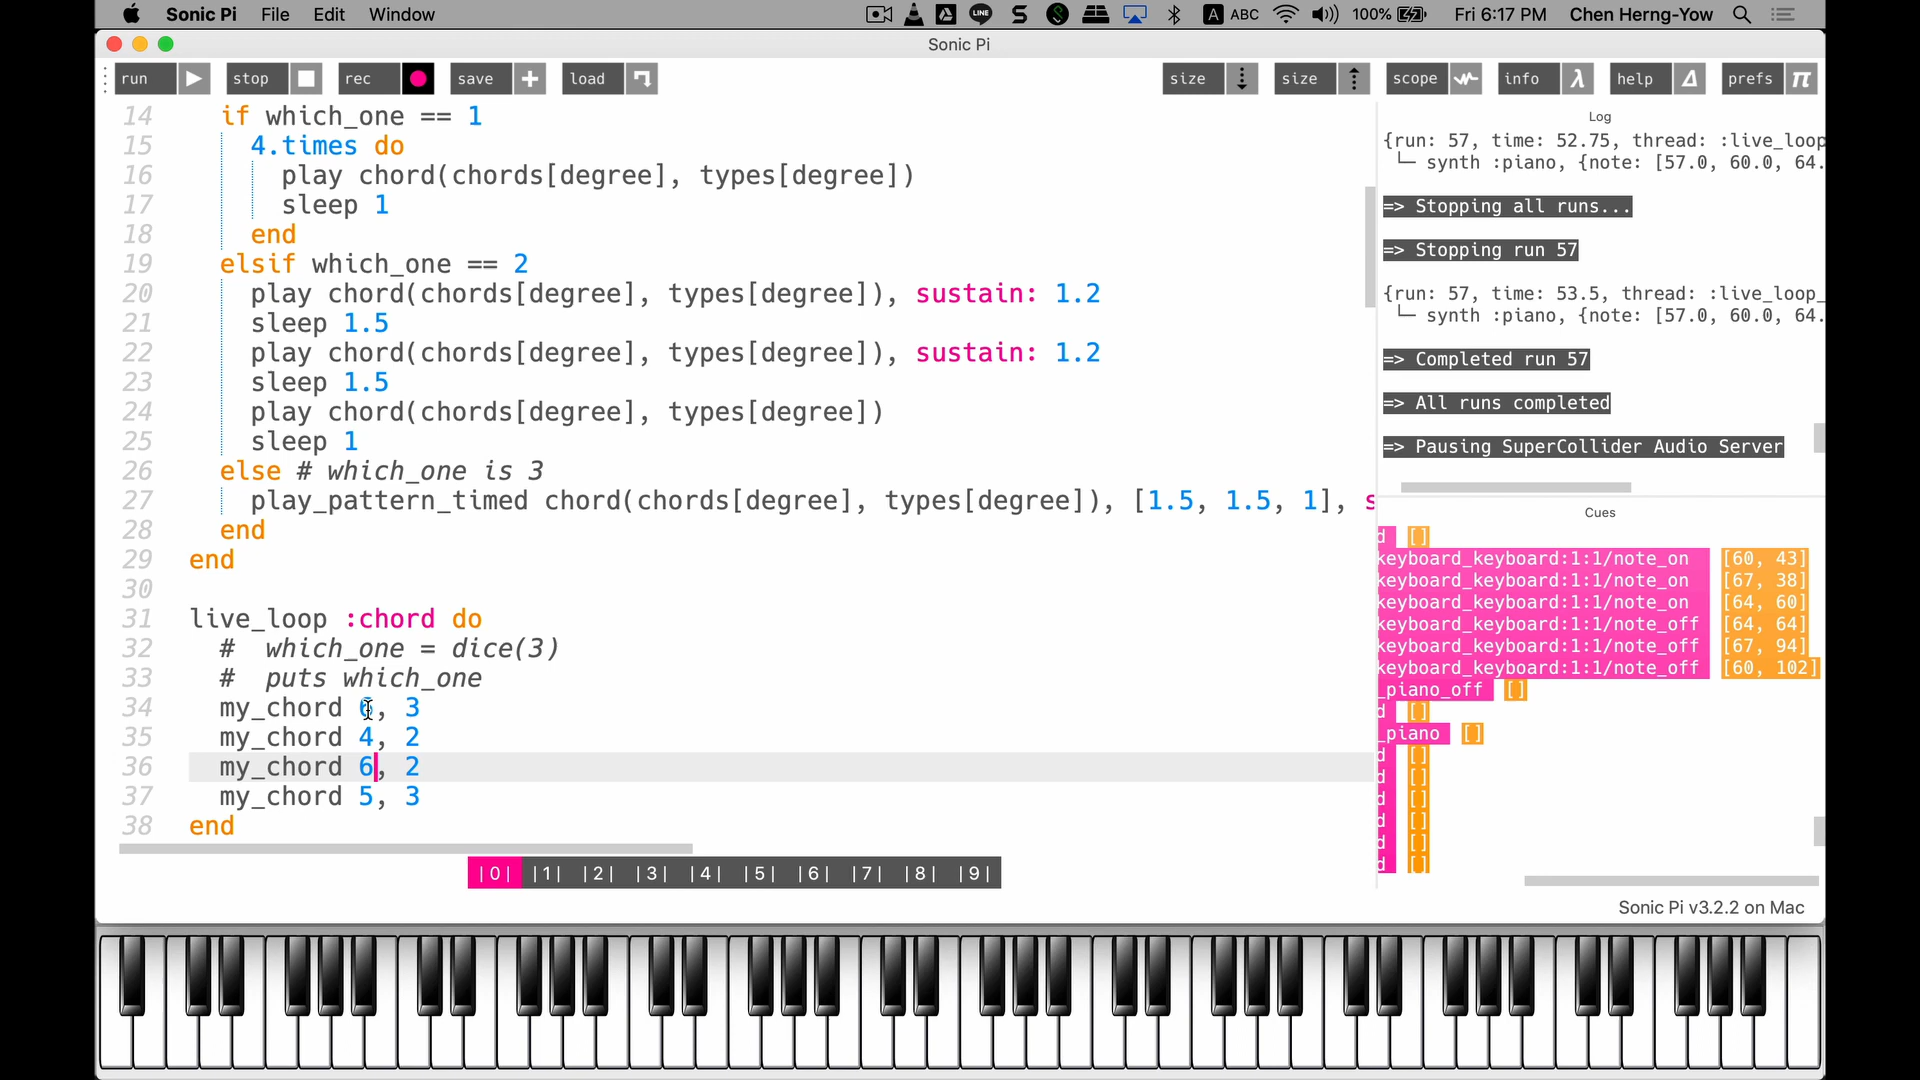 Sonic Pi File Edit Window A ABC 100% Fri 6:17 PM Chen Herng-Yow
Sonic Pi
run stop rec save load size size scope info help prefs
14 if which_one == 1
15 4.times do
16 play chord(chords[degree], types[degree])
17 sleep 1
18 end
19 elsif which_one == 2
20 play chord(chords[degree], types[degree]), sustain: 1.2
21 sleep 1.5
22 play chord(chords[degree], types[degree]), sustain: 1.2
23 sleep 1.5
24 play chord(chords[degree], types[degree])
25 sleep 1
26 else # which_one is 3
27 play_pattern_timed chord(chords[degree], types[degree]), [1.5, 1.5, 1], s
28 end
29 end
30
31 live_loop :chord do
32 # which_one = dice(3)
33 # puts which_one
34 my_chord 6, 3
35 my_chord 4, 2
36 my_chord 6, 2
37 my_chord 5, 3
38 end
|0| |1| |2| |3| |4| |5| |6| |7| |8| |9|
Log
{run: 57, time: 52.75, thread: :live_loop
└─ synth :piano, {note: [57.0, 60.0, 64.
=> Stopping all runs...
=> Stopping run 57
{run: 57, time: 53.5, thread: :live_loop_
└─ synth :piano, {note: [57.0, 60.0, 64.
=> Completed run 57
=> All runs completed
=> Pausing SuperCollider Audio Server
Cues
d []
keyboard_keyboard:1:1/note_on [60, 43]
keyboard_keyboard:1:1/note_on [67, 38]
keyboard_keyboard:1:1/note_on [64, 60]
keyboard_keyboard:1:1/note_off [64, 64]
keyboard_keyboard:1:1/note_off [67, 94]
keyboard_keyboard:1:1/note_off [60, 102]
_piano_off []
d []
_piano []
d []
d []
d []
d []
d []
d []
Sonic Pi v3.2.2 on Mac